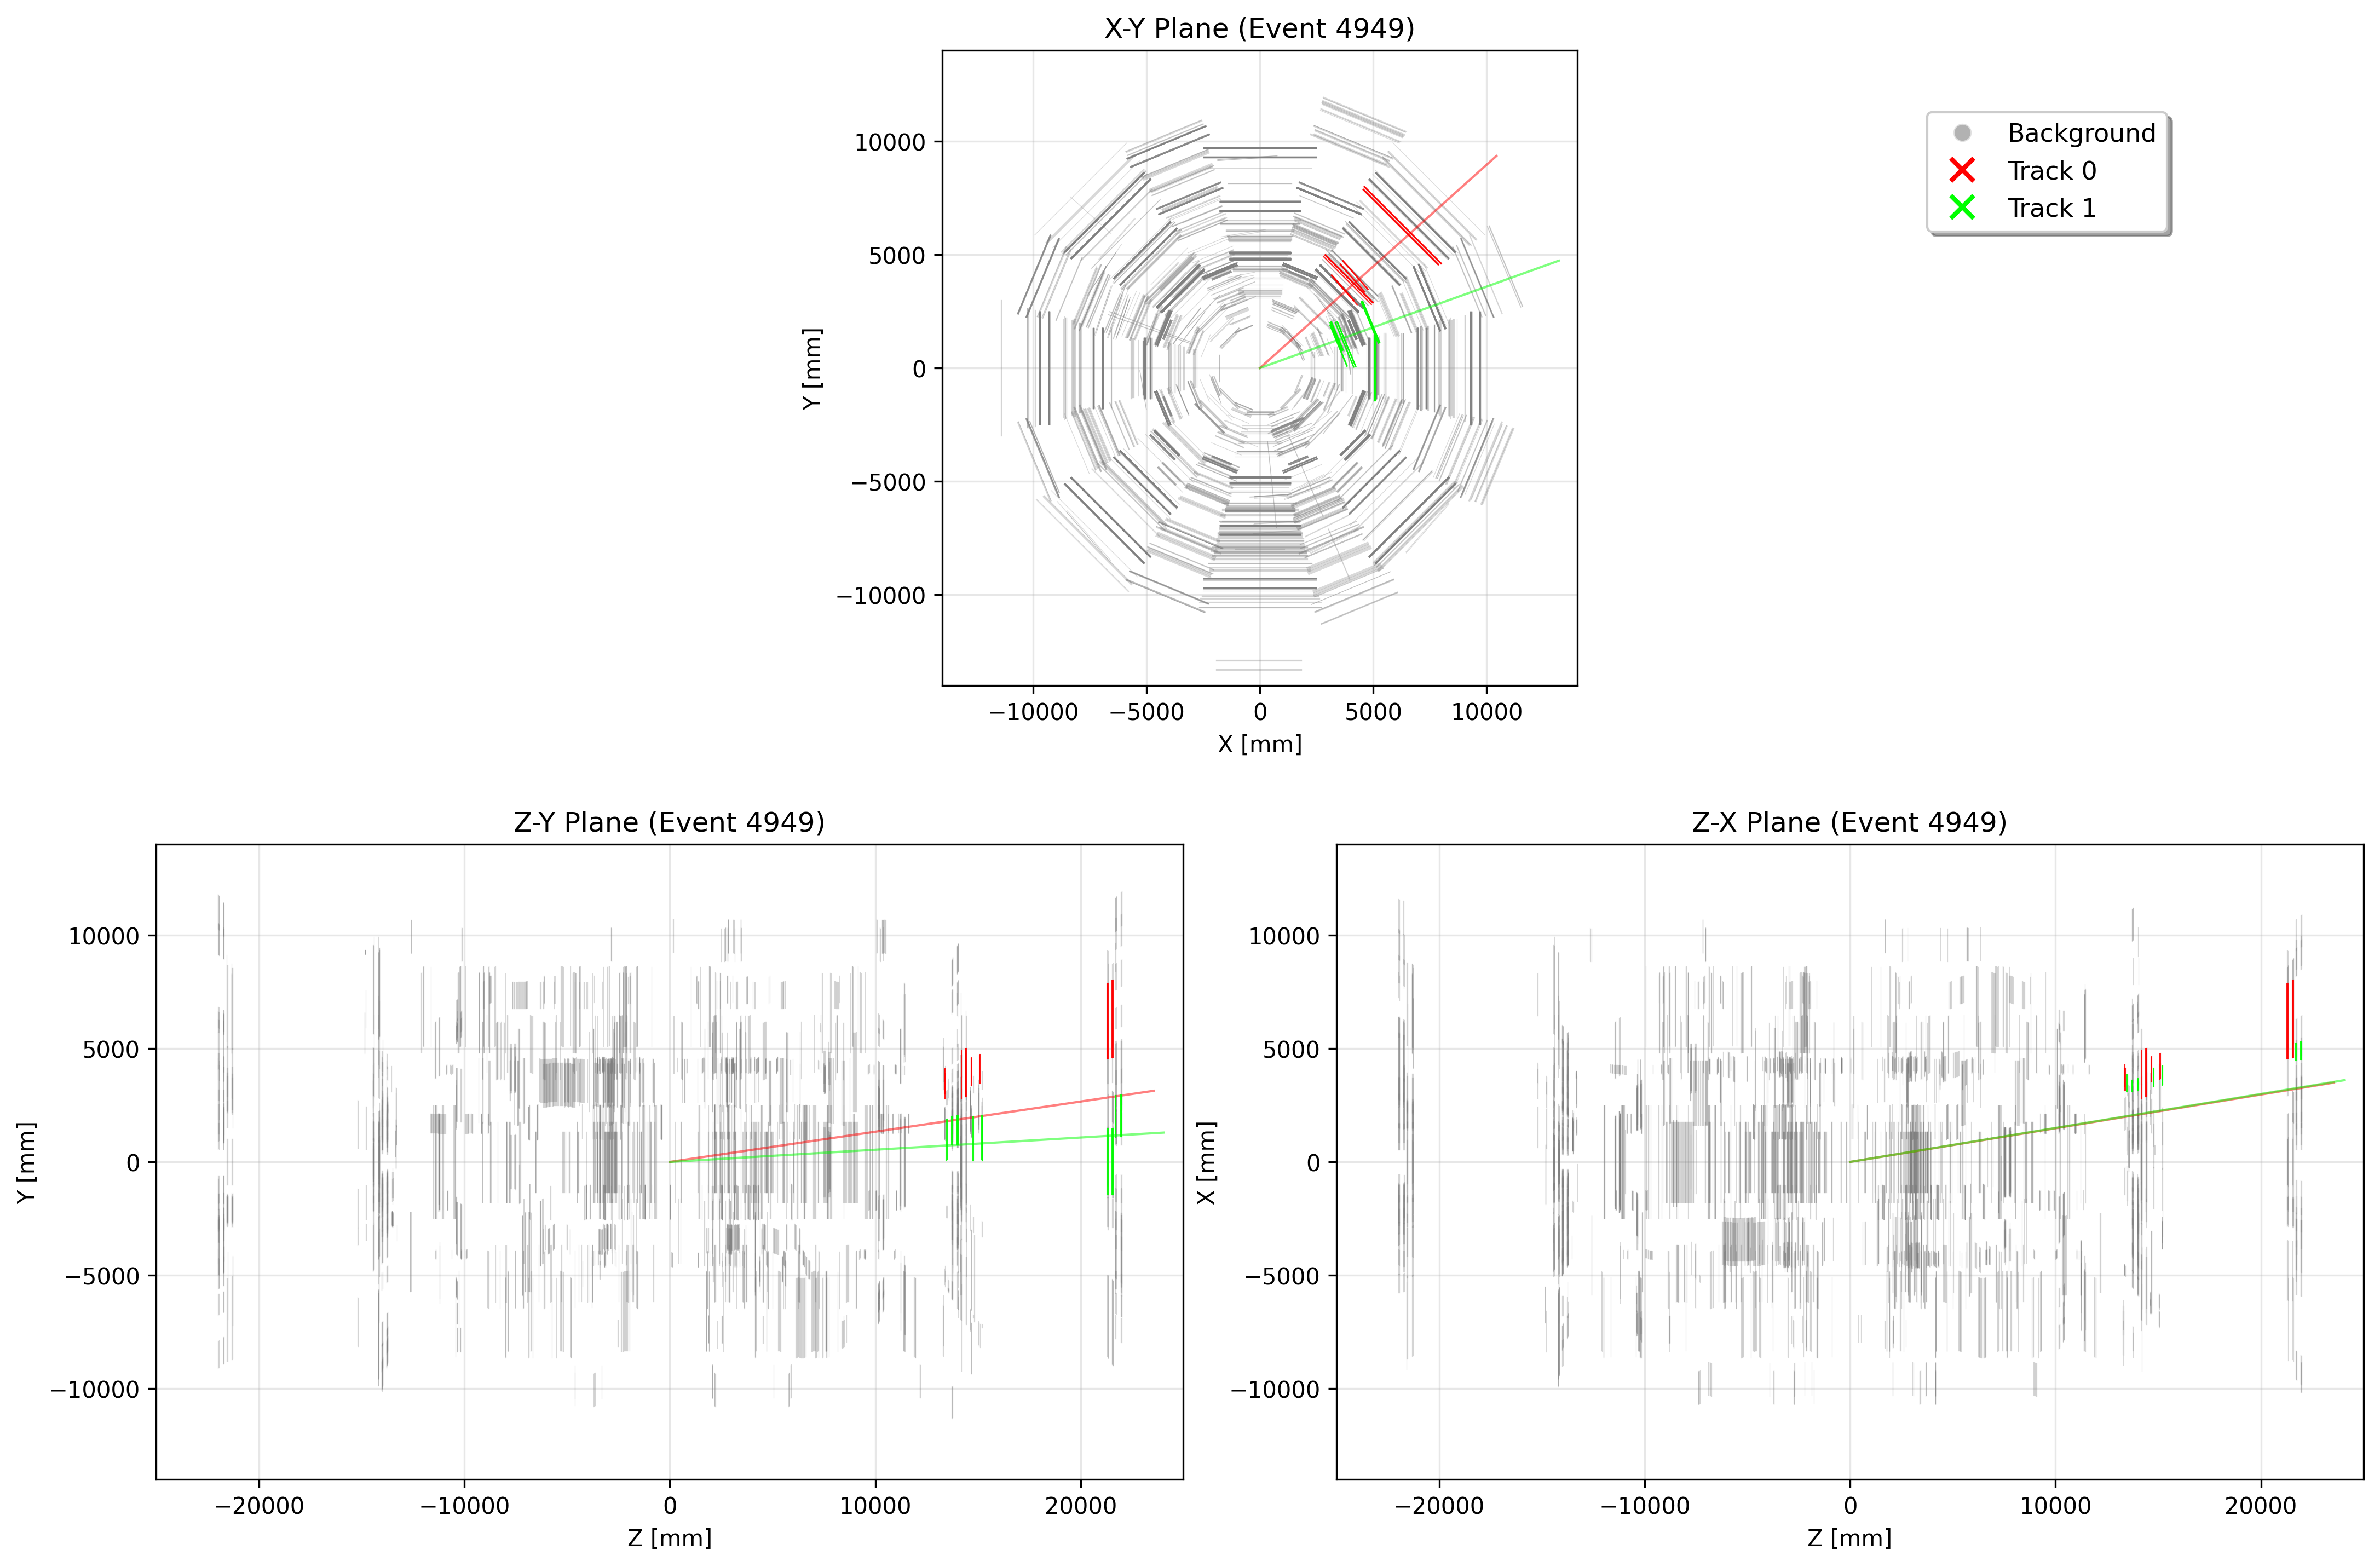 X-Y Plane (Event 4949)
Background
Track 0
Track 1
10000
5000
0
−5000
−10000
Y [mm]
−10000 −5000 0 5000 10000
X [mm]
Z-Y Plane (Event 4949)
10000
5000
0
−5000
−10000
Y [mm]
−20000 −10000 0 10000 20000
Z [mm]
Z-X Plane (Event 4949)
10000
5000
0
−5000
−10000
X [mm]
−20000 −10000 0 10000 20000
Z [mm]